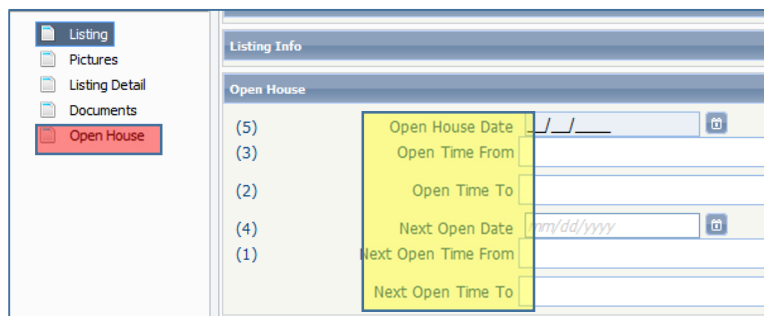 Listing
Pictures
Listing Detail
Documents
Open House
Listing Info
Open House
(5) Open House Date __/__/____
(3) Open Time From
(2) Open Time To
(4) Next Open Date mm/dd/yyyy
(1) Next Open Time From
Next Open Time To